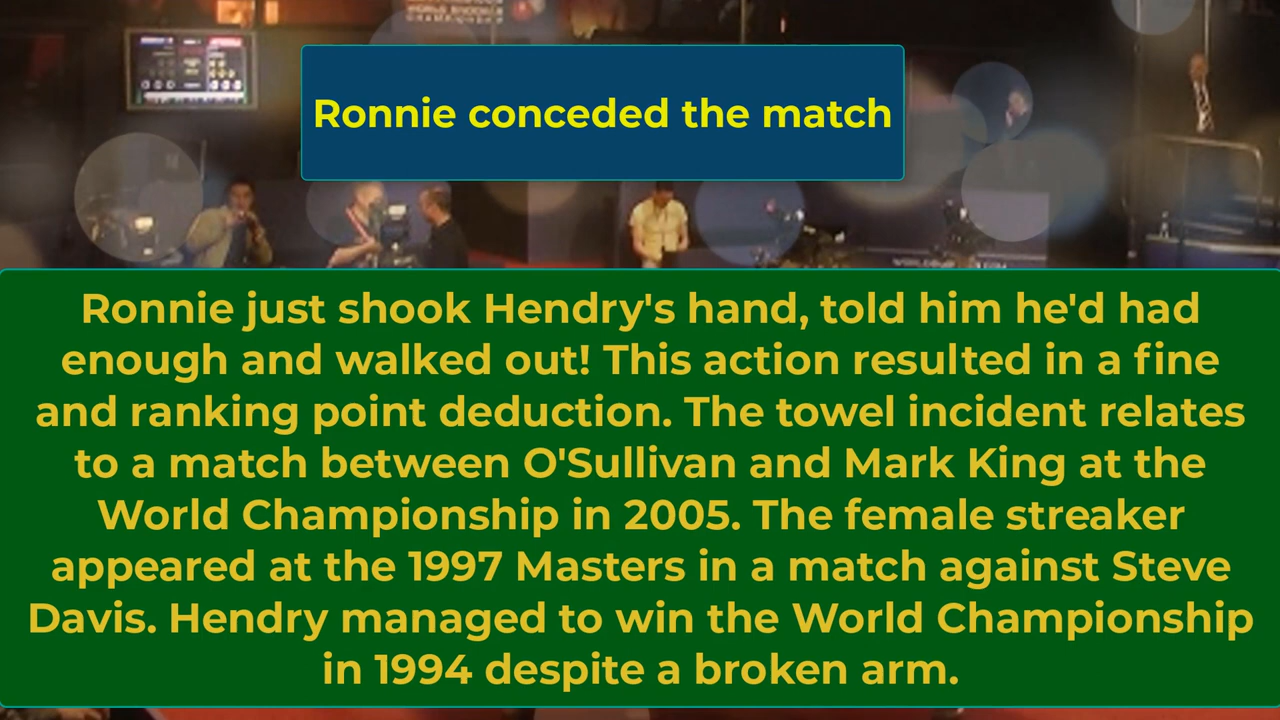 WORLD SNOOKER
Ronnie conceded the match
Ronnie just shook Hendry's hand, told him he'd had
enough and walked out! This action resulted in a fine
and ranking point deduction. The towel incident relates
to a match between O'Sullivan and Mark King at the
World Championship in 2005. The female streaker
appeared at the 1997 Masters in a match against Steve
Davis. Hendry managed to win the World Championship
in 1994 despite a broken arm.